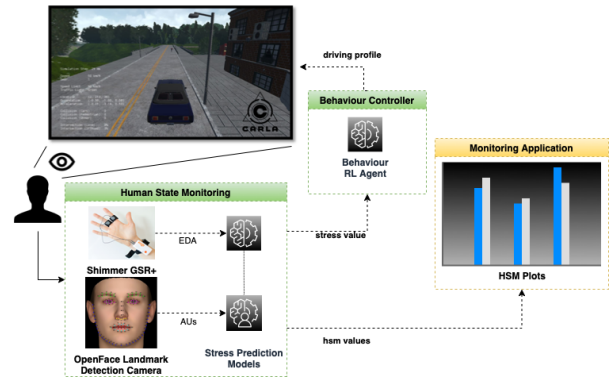 driving profile
CARLA
Behaviour Controller
Behaviour
RL Agent
Monitoring Application
HSM Plots
Human State Monitoring
EDA
Shimmer GSR+
AUs
OpenFace Landmark
Detection Camera
Stress Prediction
Models
stress value
hsm values